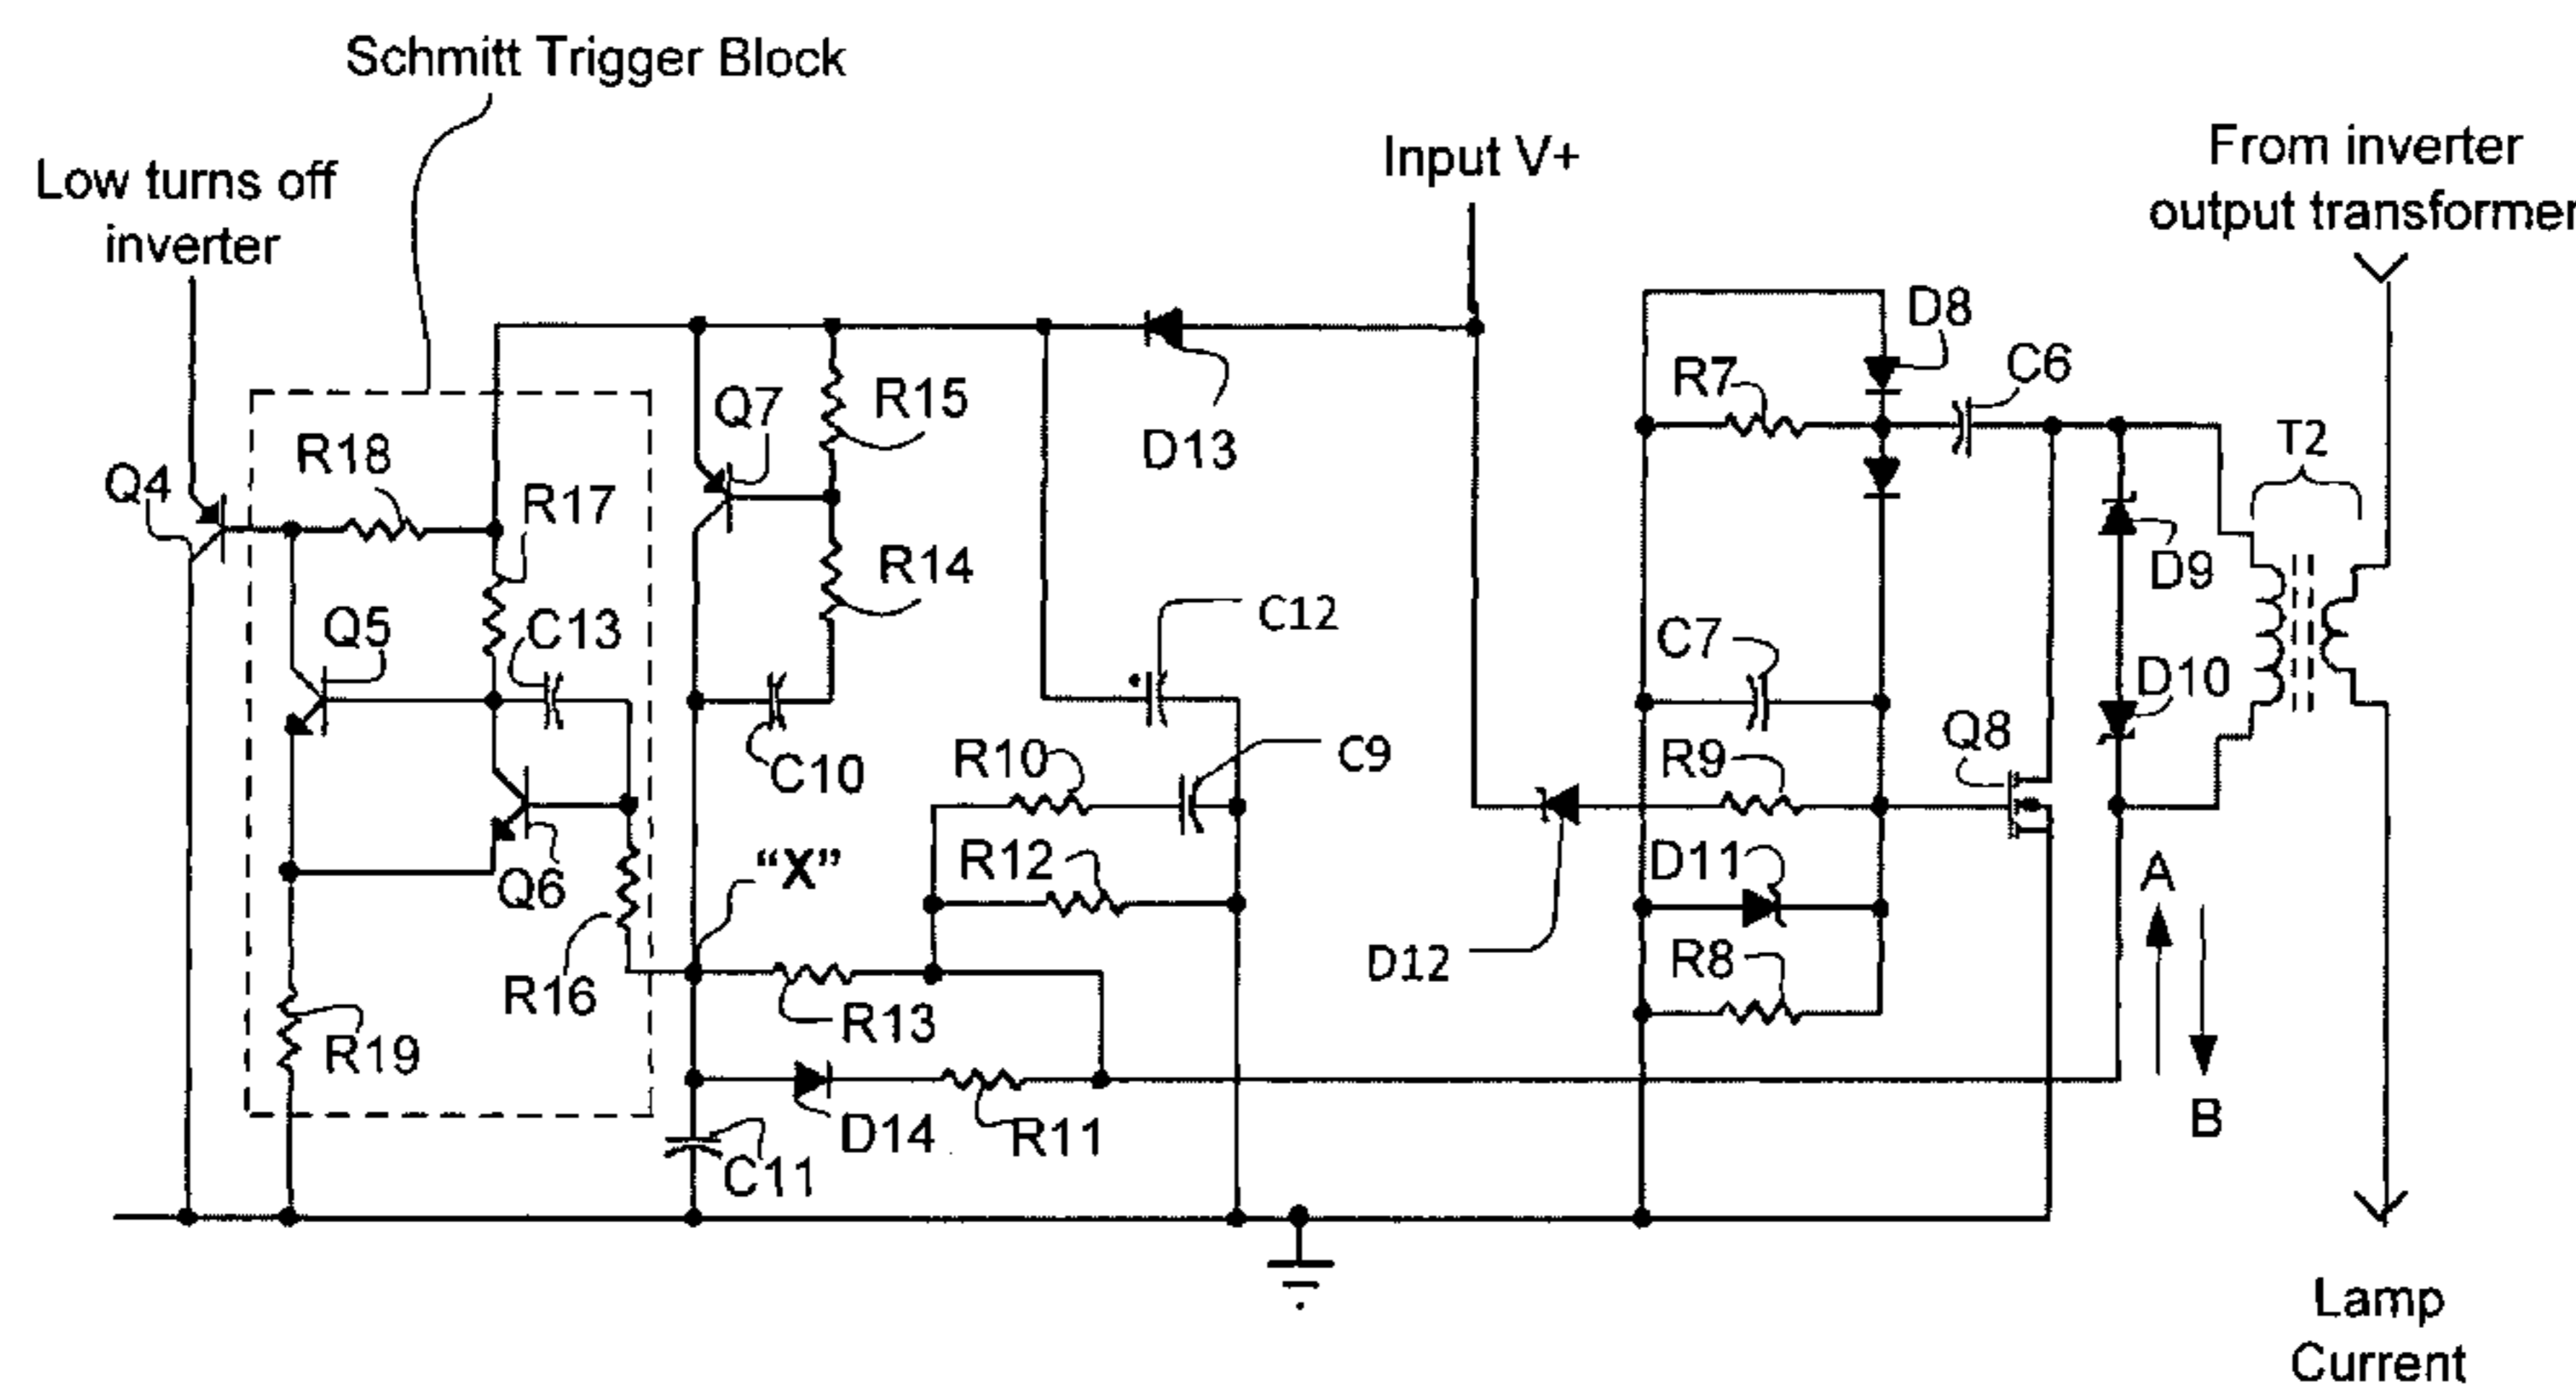 Schmitt Trigger Block
Low turns off
inverter
Input V+
From inverter
output transformer
D8
C6
R7
T2
R15
Q7
D13
R18
R17
Q4
D9
R14
C13
C12
Q5
C7
D10
Q8
C9
C10
R10
R9
R12
D11
A
"X"
Q6
D12
R8
R16
R13
R19
D14
R11
B
C11
Lamp
Current